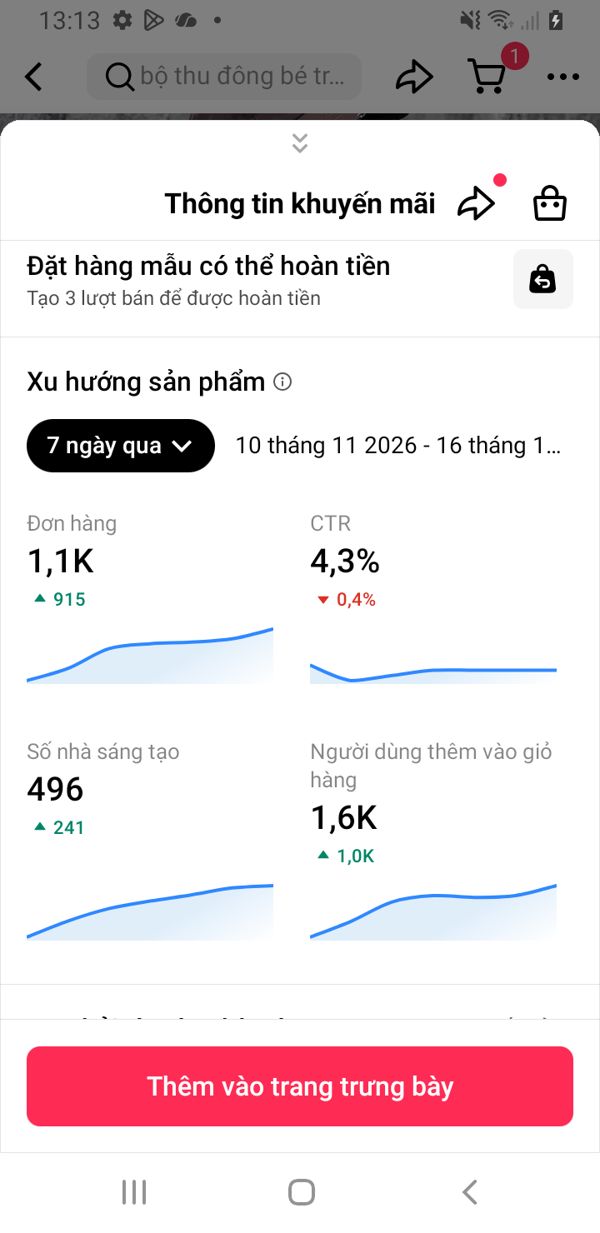 13:13
bộ thu đông bé tr...
1
Thông tin khuyến mãi
Đặt hàng mẫu có thể hoàn tiền
Tạo 3 lượt bán để được hoàn tiền
Xu hướng sản phẩm
7 ngày qua
10 tháng 11 2026 - 16 tháng 1...
Đơn hàng
1,1K
915
CTR
4,3%
0,4%
Số nhà sáng tạo
496
241
Người dùng thêm vào giỏ
hàng
1,6K
1,0K
Thêm vào trang trưng bày